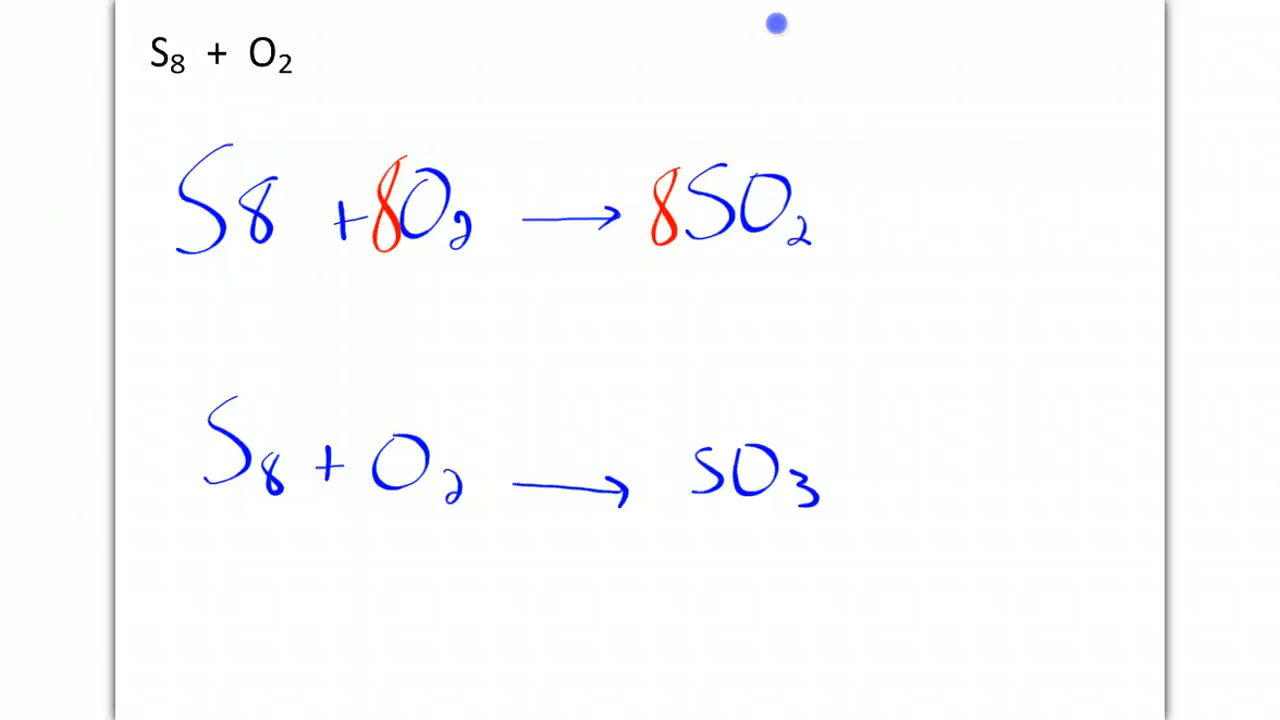 S₈ + O₂
S8 + 8O₂ → 8SO₂
S₈ + O₂ → SO₃